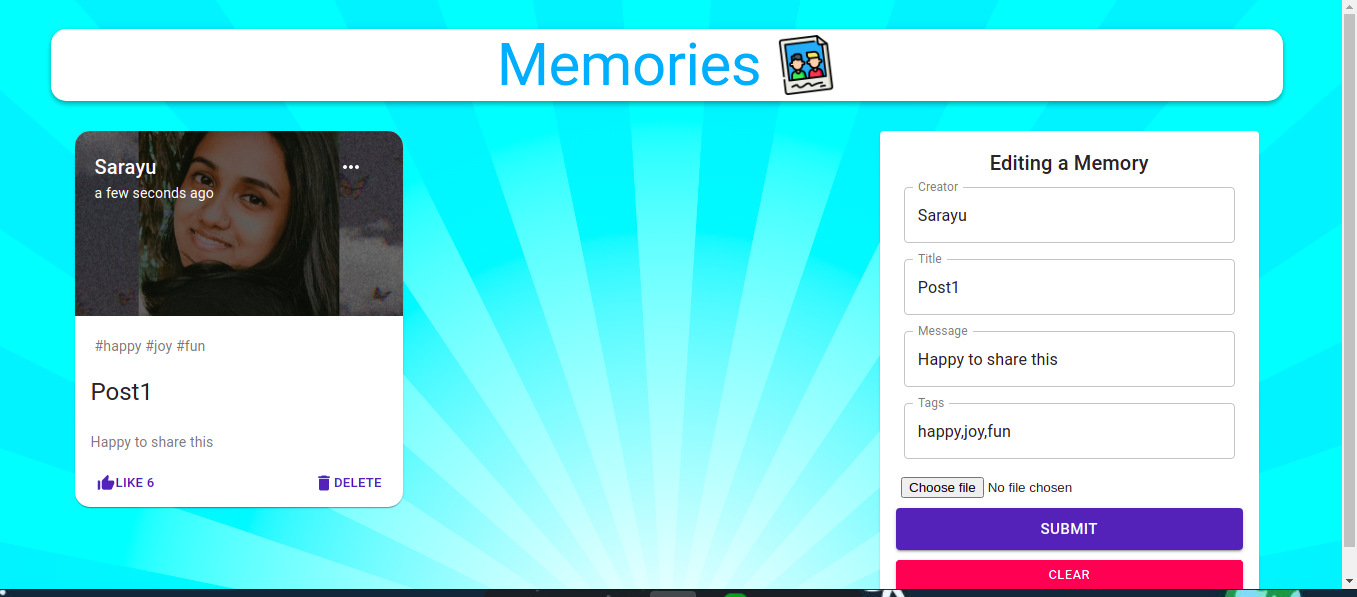 Memories
Sarayu
a few seconds ago
#happy #joy #fun
Post1
Happy to share this
LIKE 6
DELETE
Editing a Memory
Creator
Sarayu
Title
Post1
Message
Happy to share this
Tags
happy,joy,fun
Choose file No file chosen
SUBMIT
CLEAR